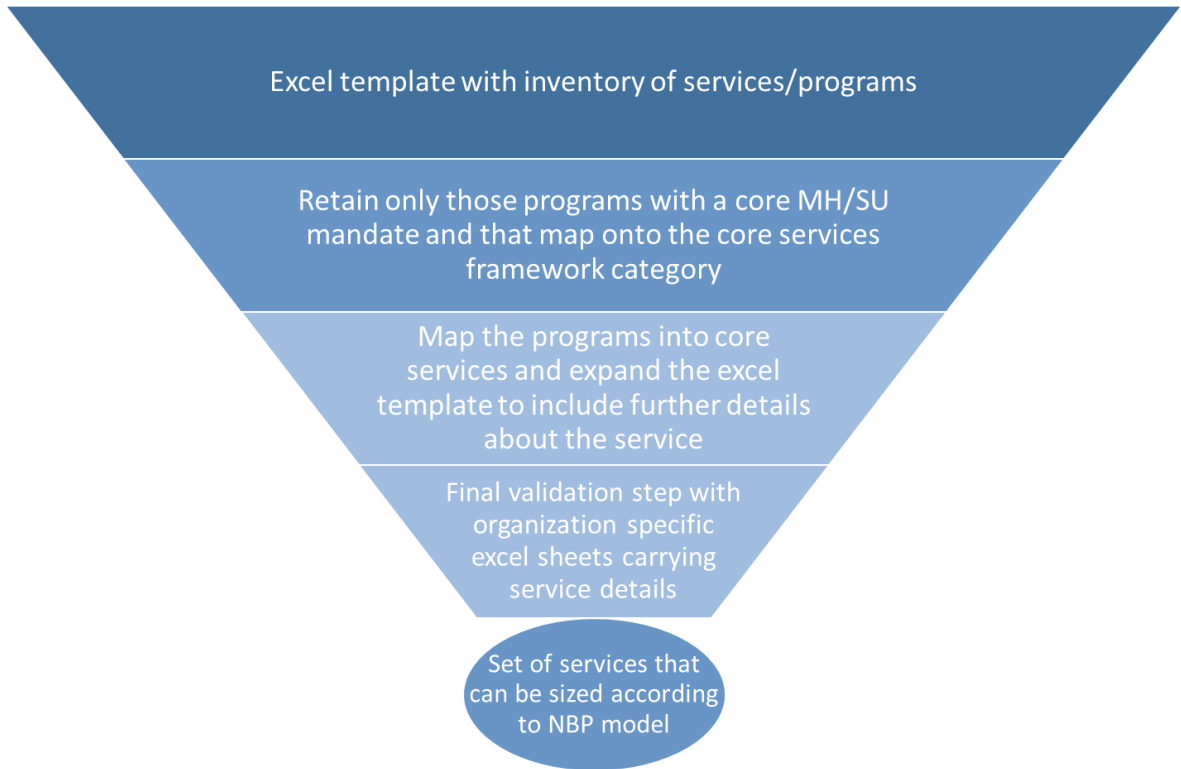 Excel template with inventory of services/programs
Retain only those programs with a core MH/SU
mandate and that map onto the core services
framework category
Map the programs into core
services and expand the excel
template to include further details
about the service
Final validation step with
organization specific
excel sheets carrying
service details
Set of services that
can be sized according
to NBP model